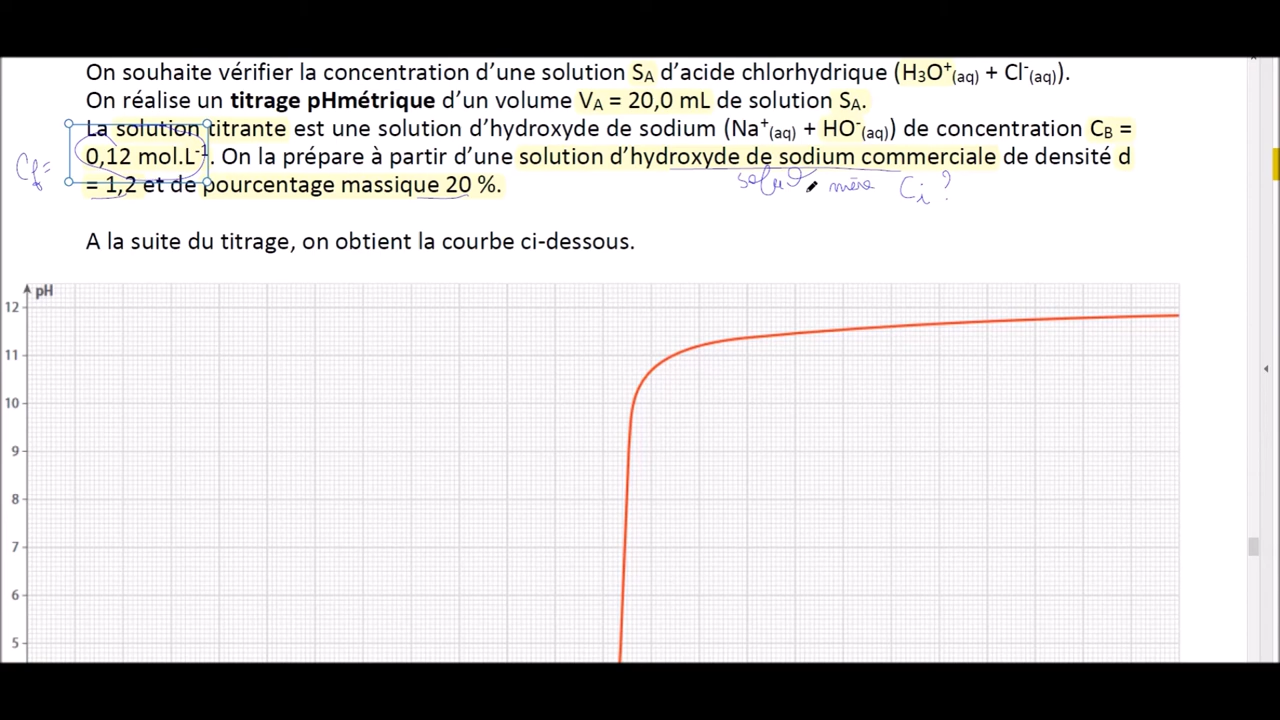 On souhaite vérifier la concentration d’une solution SA d’acide chlorhydrique (H3O+(aq) + Cl-(aq)).
On réalise un titrage pHmétrique d’un volume VA = 20,0 mL de solution SA.
La solution titrante est une solution d’hydroxyde de sodium (Na+(aq) + HO-(aq)) de concentration CB =
Cf= 0,12 mol.L-1. On la prépare à partir d’une solution d’hydroxyde de sodium commerciale de densité d
= 1,2 et de pourcentage massique 20 %.
mère Ci ?
A la suite du titrage, on obtient la courbe ci-dessous.
pH
12
11
10
9
8
7
6
5